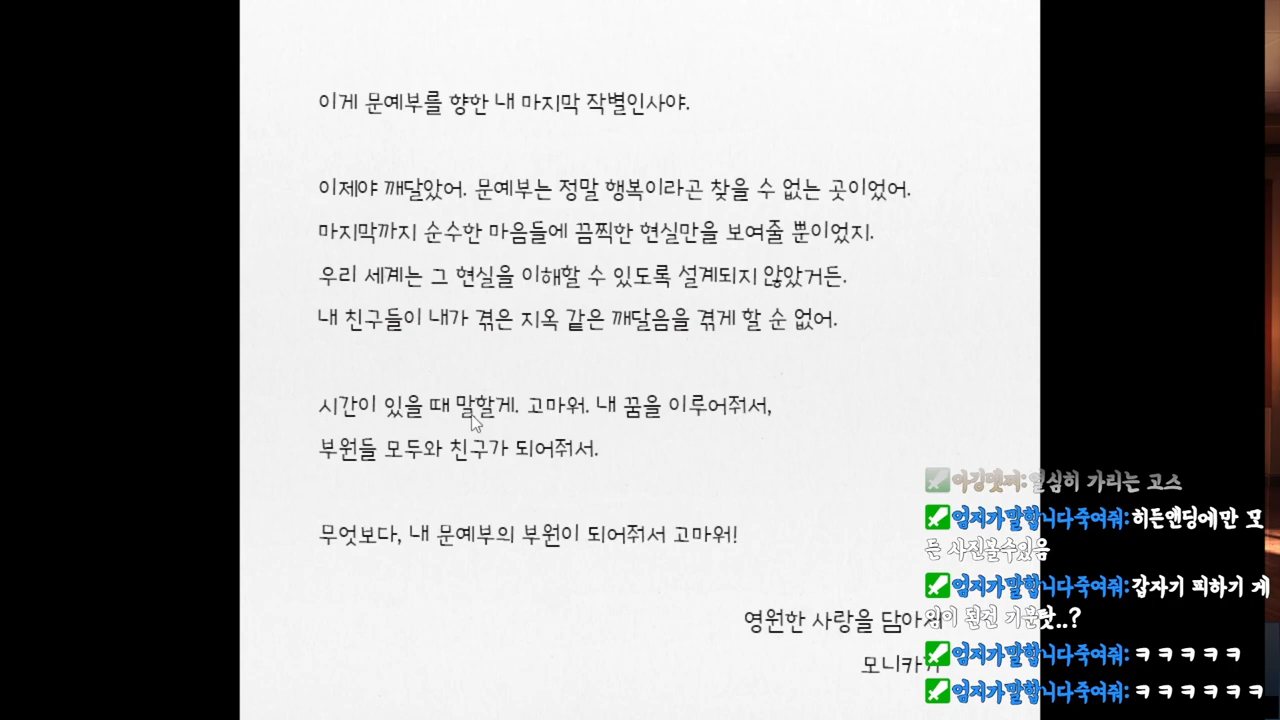 이게 문예부를 향한 내 마지막 작별인사야.
이제야 깨달았어. 문예부는 정말 행복이라곤 찾을 수 없는 곳이었어.
마지막까지 순수한 마음들에 끔찍한 현실만을 보여줄 뿐이었지.
우리 세계는 그 현실을 이해할 수 있도록 설계되지 않았거든.
내 친구들이 내가 겪은 지옥 같은 깨달음을 겪게 할 순 없어.
시간이 있을 때 말할게. 고마워. 내 꿈을 이루어줘서,
부원들 모두와 친구가 되어줘서.
무엇보다, 내 문예부의 부원이 되어줘서 고마워!
영원한 사랑을 담아서
모니카가
열심히 가리는 고스
엄지가말합니다죽여줘: 히든엔딩에만 모
든 사진볼수있음
엄지가말합니다죽여줘: 갑자기 피하기 게
임이 된건 기분탓..?
엄지가말합니다죽여줘: ㅋㅋㅋㅋㅋ
엄지가말합니다죽여줘: ㅋㅋㅋㅋㅋㅋ